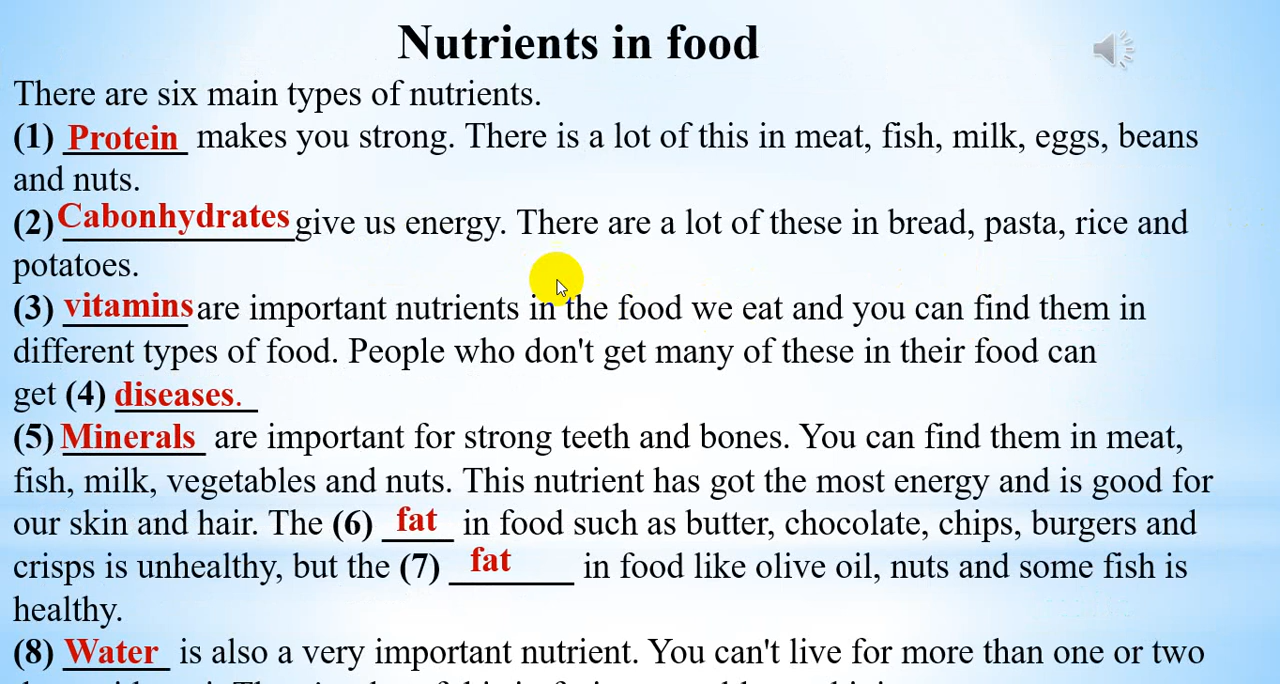 Nutrients in food
There are six main types of nutrients.
(1) Protein makes you strong. There is a lot of this in meat, fish, milk, eggs, beans
and nuts.
(2) Cabonhydrates give us energy. There are a lot of these in bread, pasta, rice and
potatoes.
(3) vitamins are important nutrients in the food we eat and you can find them in
different types of food. People who don't get many of these in their food can
get (4) diseases.
(5) Minerals are important for strong teeth and bones. You can find them in meat,
fish, milk, vegetables and nuts. This nutrient has got the most energy and is good for
our skin and hair. The (6) fat in food such as butter, chocolate, chips, burgers and
crisps is unhealthy, but the (7) fat in food like olive oil, nuts and some fish is
healthy.
(8) Water is also a very important nutrient. You can't live for more than one or two